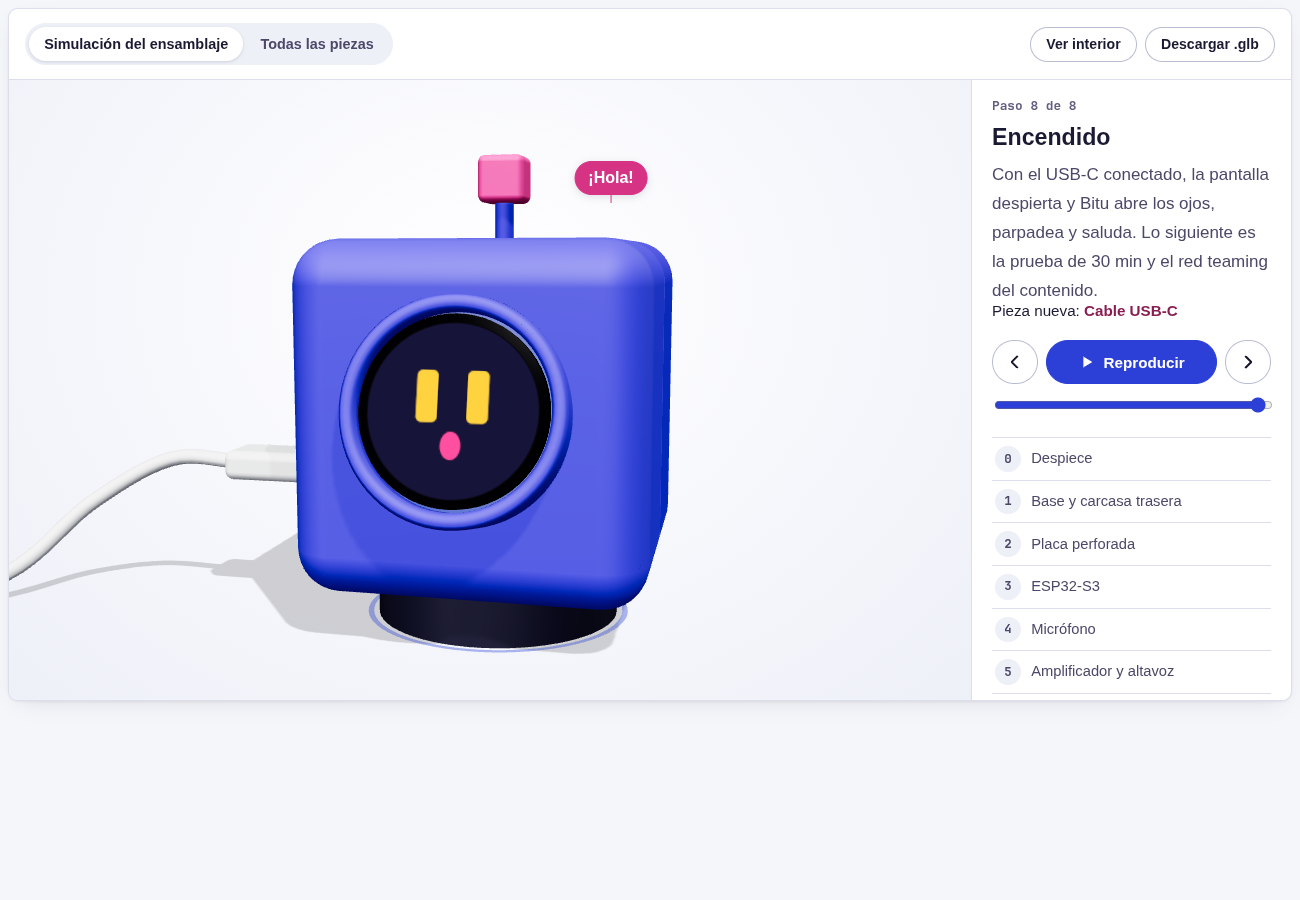 Simulación del ensamblaje
Todas las piezas
Ver interior
Descargar .glb
¡Hola!
Paso 8 de 8
Encendido
Con el USB-C conectado, la pantalla
despierta y Bitu abre los ojos,
parpadea y saluda. Lo siguiente es
la prueba de 30 min y el red teaming
del contenido.
Pieza nueva: Cable USB-C
Reproducir
0 Despiece
1 Base y carcasa trasera
2 Placa perforada
3 ESP32-S3
4 Micrófono
5 Amplificador y altavoz